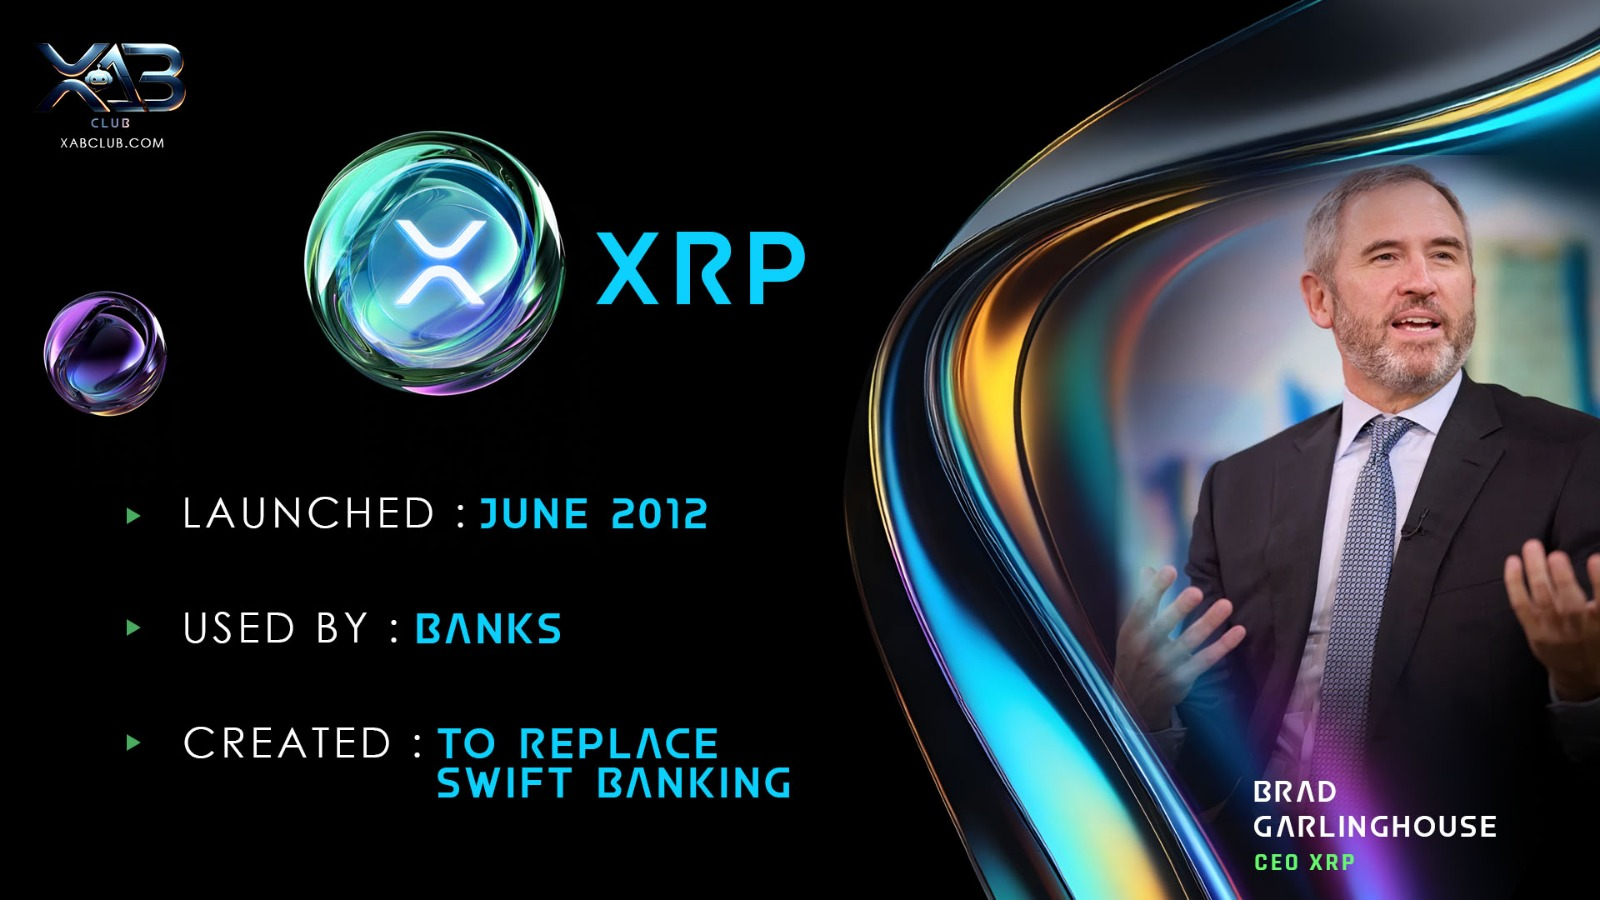 XAB
CLUB
XABCLUB.COM
XRP
LAUNCHED : JUNE 2012
USED BY : BANKS
CREATED : TO REPLACE
SWIFT BANKING
BRAD
GARLINGHOUSE
CEO XRP